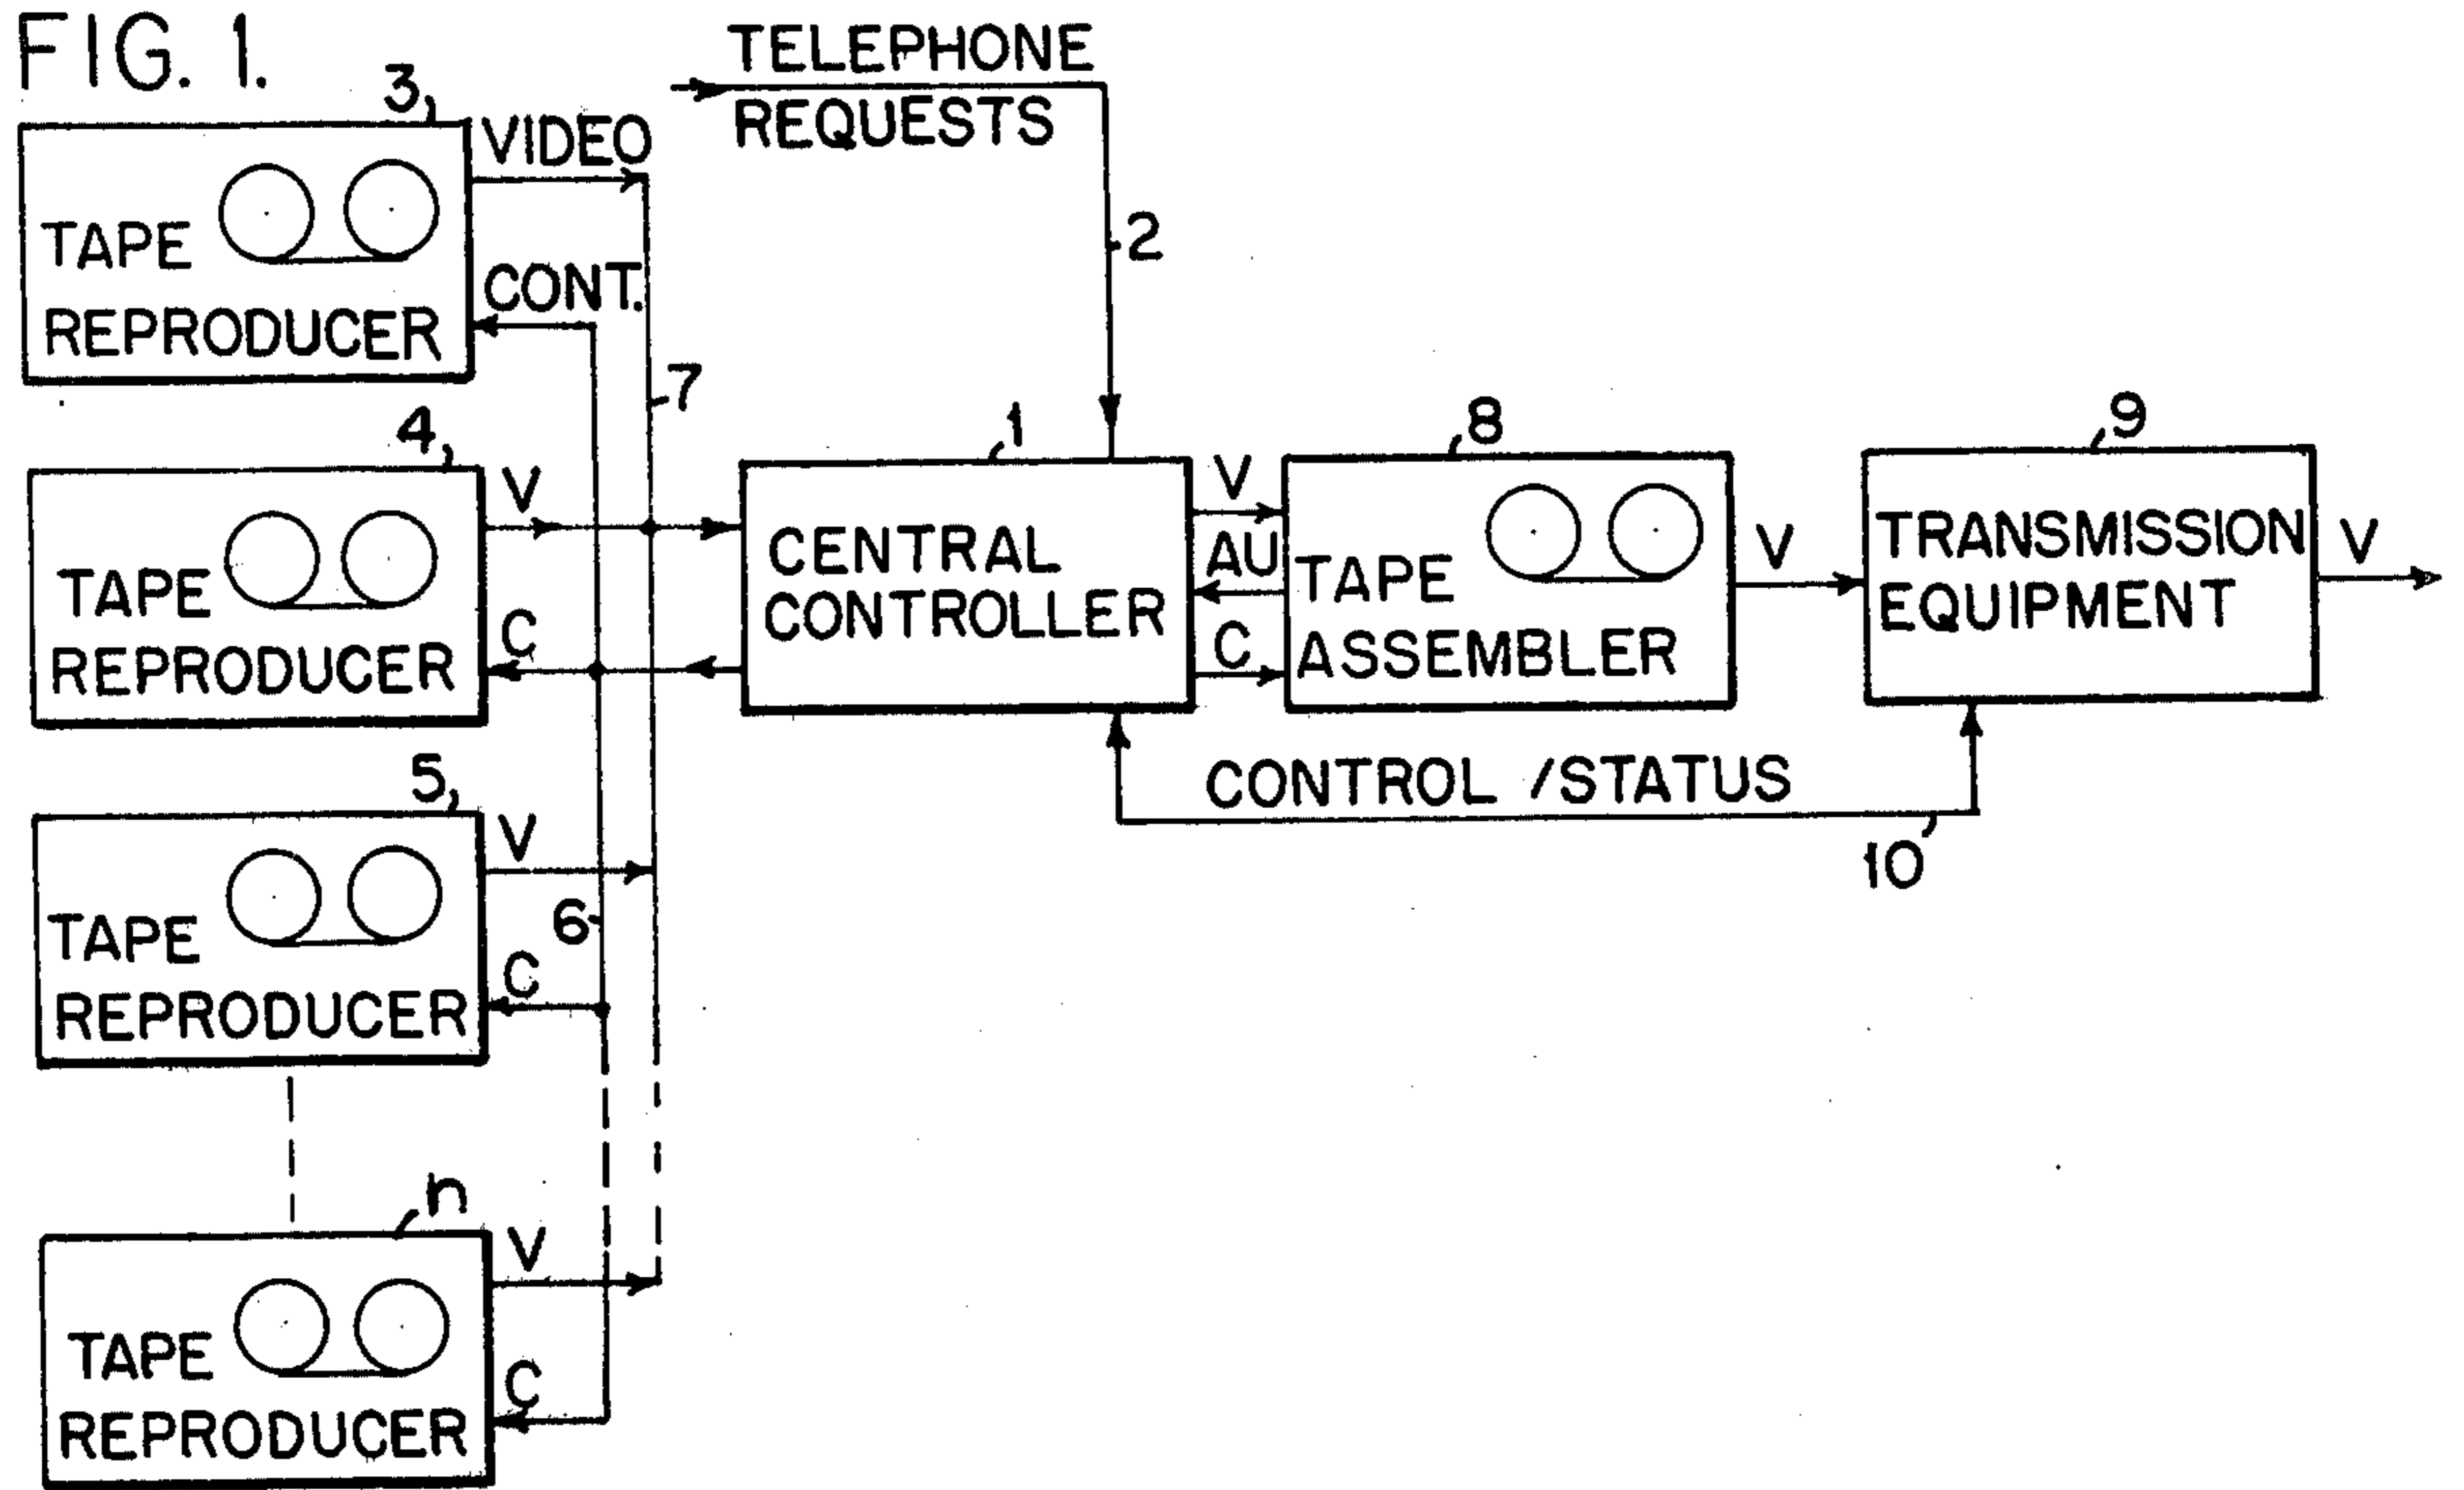 FIG. 1.
TELEPHONE
REQUESTS
2
3
VIDEO
CONT.
TAPE
REPRODUCER
7
4
V
C
TAPE
REPRODUCER
1
CENTRAL
CONTROLLER
V
AU
C
8
TAPE
ASSEMBLER
V
9
TRANSMISSION
EQUIPMENT
V
CONTROL /STATUS
10
5
V
6
C
TAPE
REPRODUCER
n
V
C
TAPE
REPRODUCER